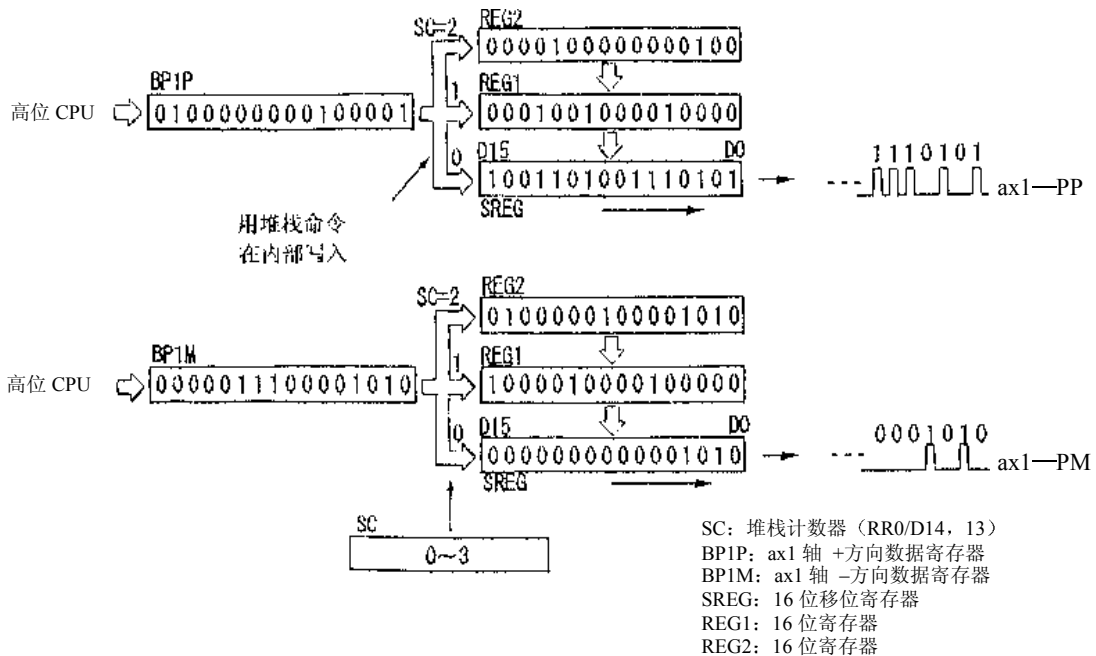 REG2
SC=2
0000100000000100
BP1P
REG1
1
高位 CPU
0100000000100001
0001001000010000
0
D15
D0
1110101
1001101001110101
ax1—PP
SREG
用堆栈命令
在内部写入
REG2
SC=2
0100000100001010
BP1M
REG1
1
高位 CPU
0000011100001010
1000010000100000
0
D15
D0
0001010
0000000000001010
ax1—PM
SREG
SC
0～3
SC：堆栈计数器（RR0/D14，13）
BP1P：ax1 轴 +方向数据寄存器
BP1M：ax1 轴 –方向数据寄存器
SREG：16 位移位寄存器
REG1：16 位寄存器
REG2：16 位寄存器